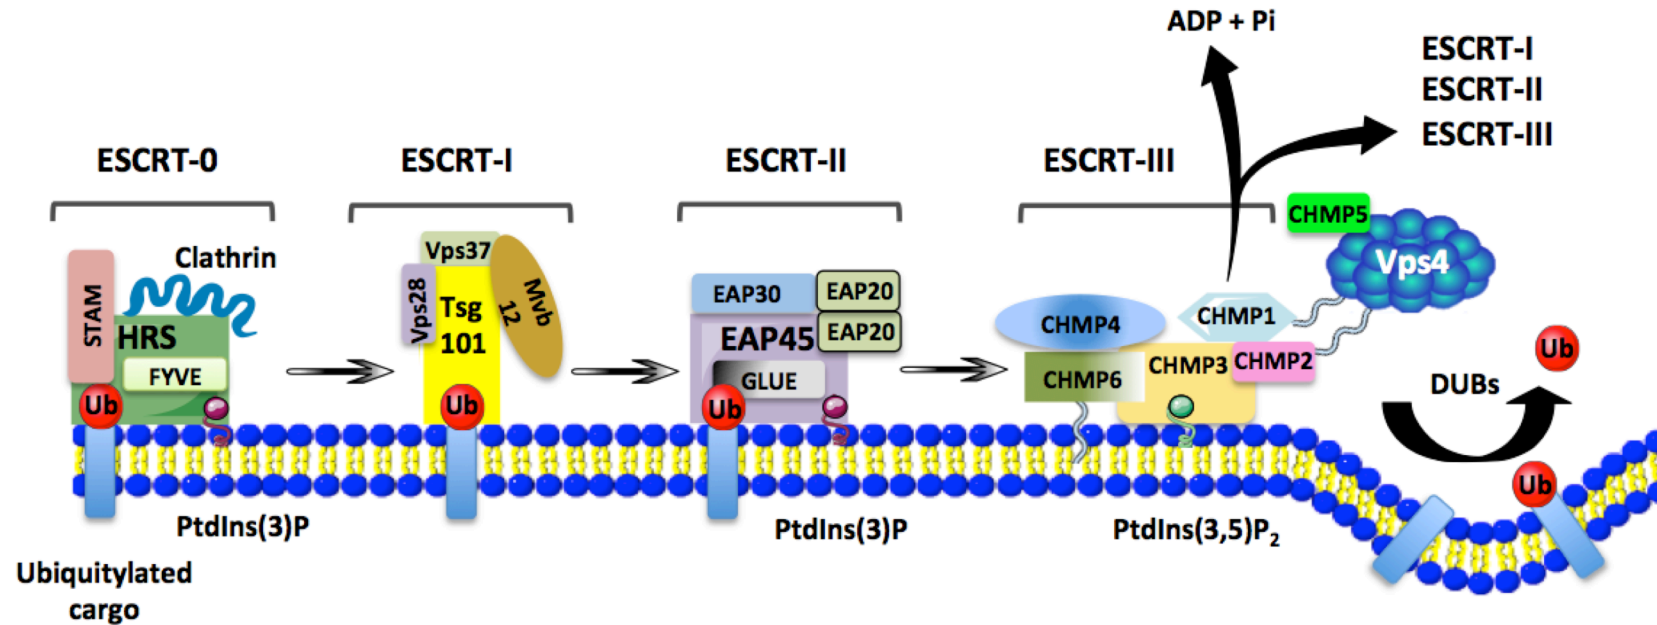 ADP + Pi
ESCRT-I
ESCRT-II
ESCRT-III
ESCRT-0
ESCRT-I
ESCRT-II
ESCRT-III
STAM
Clathrin
HRS
FYVE
Ub
Vps37
Vps28
Tsg
101
Mvb
12
Ub
EAP30
EAP20
EAP20
EAP45
GLUE
Ub
CHMP4
CHMP6
CHMP3
CHMP1
CHMP2
CHMP5
Vps4
Ub
DUBs
Ub
PtdIns(3)P
PtdIns(3)P
PtdIns(3,5)P₂
Ubiquitylated
cargo